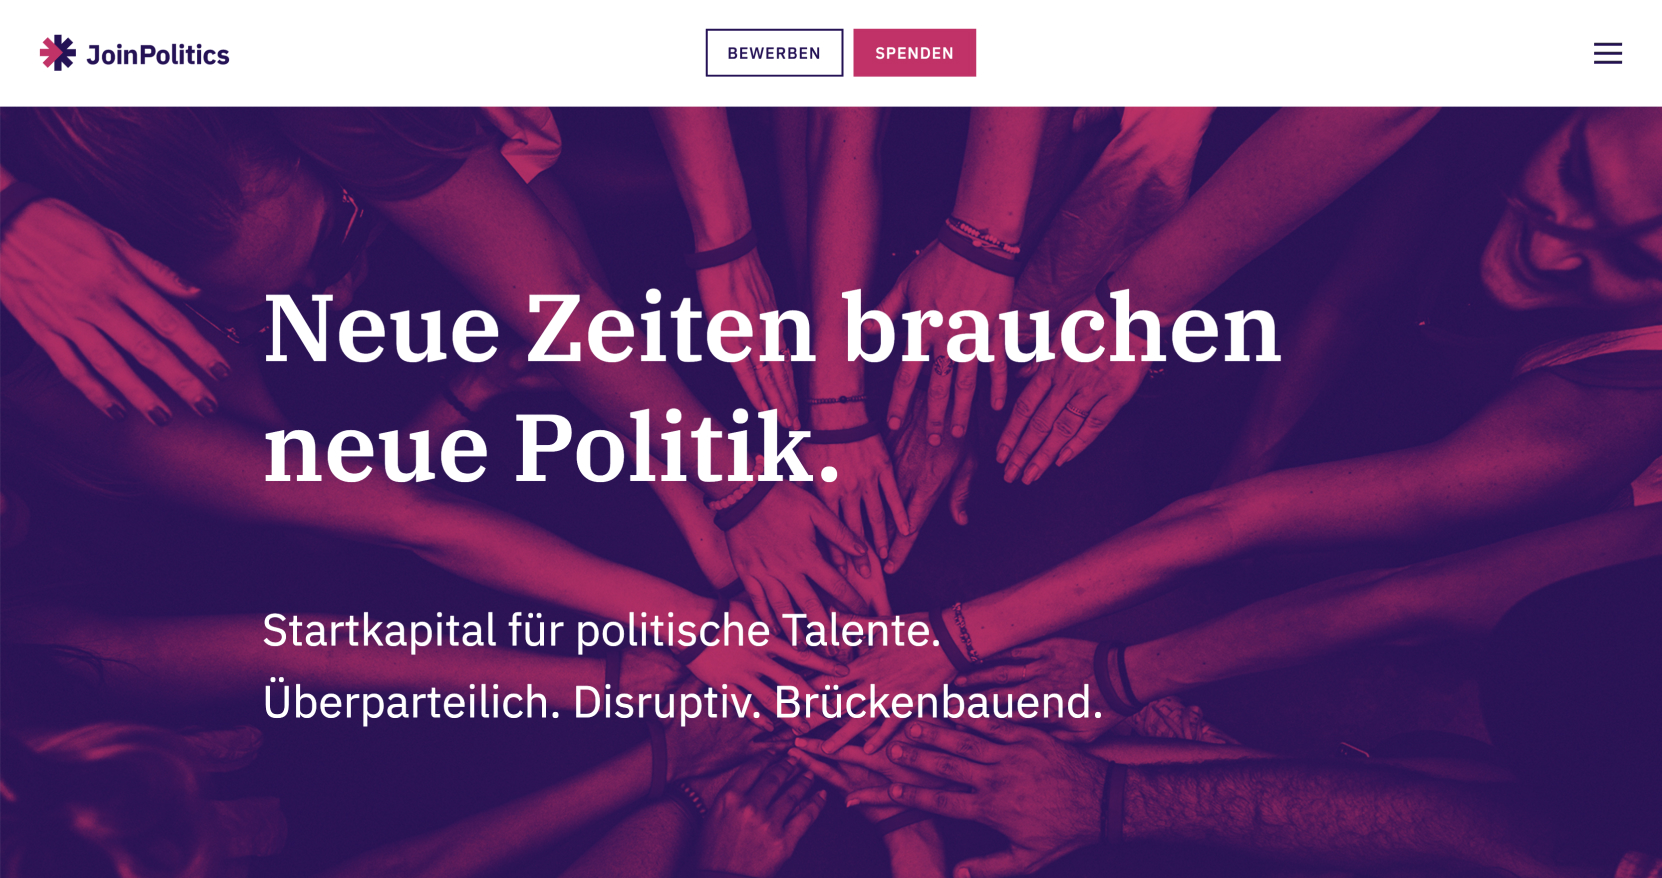 JoinPolitics
BEWERBEN
SPENDEN
Neue Zeiten brauchen
neue Politik.
Startkapital für politische Talente.
Überparteilich. Disruptiv. Brückenbauend.